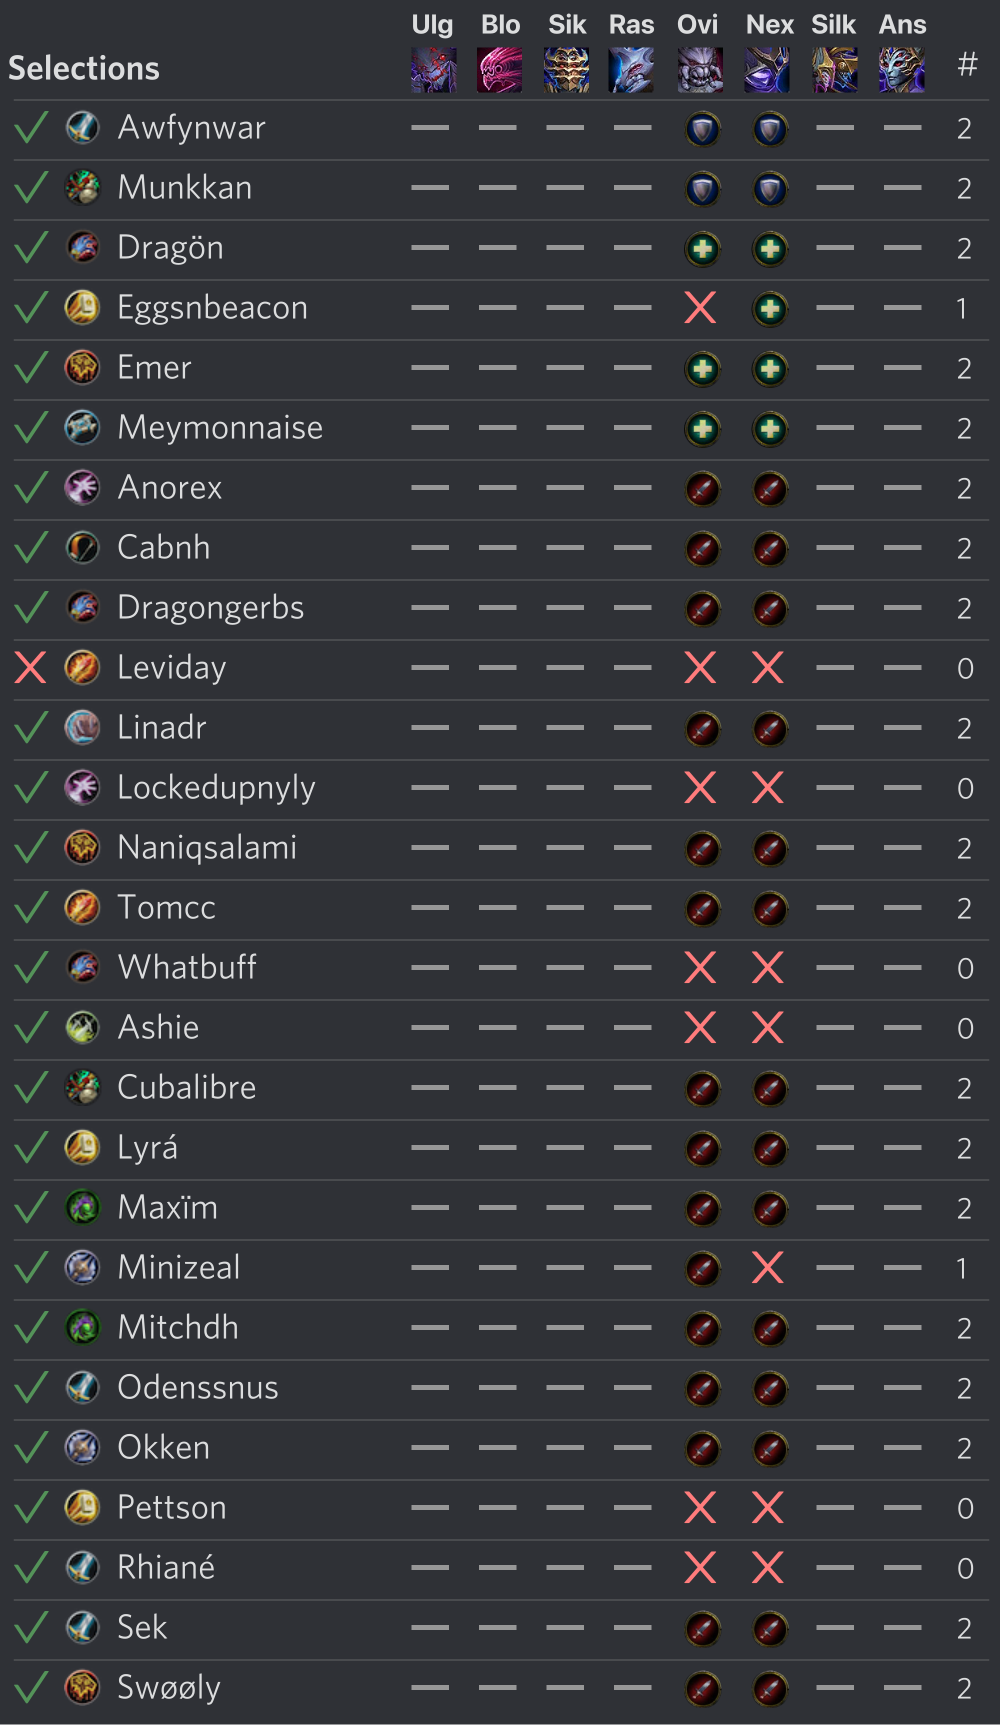 Ulg Blo Sik Ras Ovi Nex Silk Ans
Selections #
Awfynwar 2
Munkkan 2
Dragön 2
Eggsnbeacon 1
Emer 2
Meymonnaise 2
Anorex 2
Cabnh 2
Dragongerbs 2
Leviday 0
Linadr 2
Lockedupnyly 0
Naniqsalami 2
Tomcc 2
Whatbuff 0
Ashie 0
Cubalibre 2
Lyrá 2
Maxïm 2
Minizeal 1
Mitchdh 2
Odenssnus 2
Okken 2
Pettson 0
Rhiané 0
Sek 2
Swøøly 2